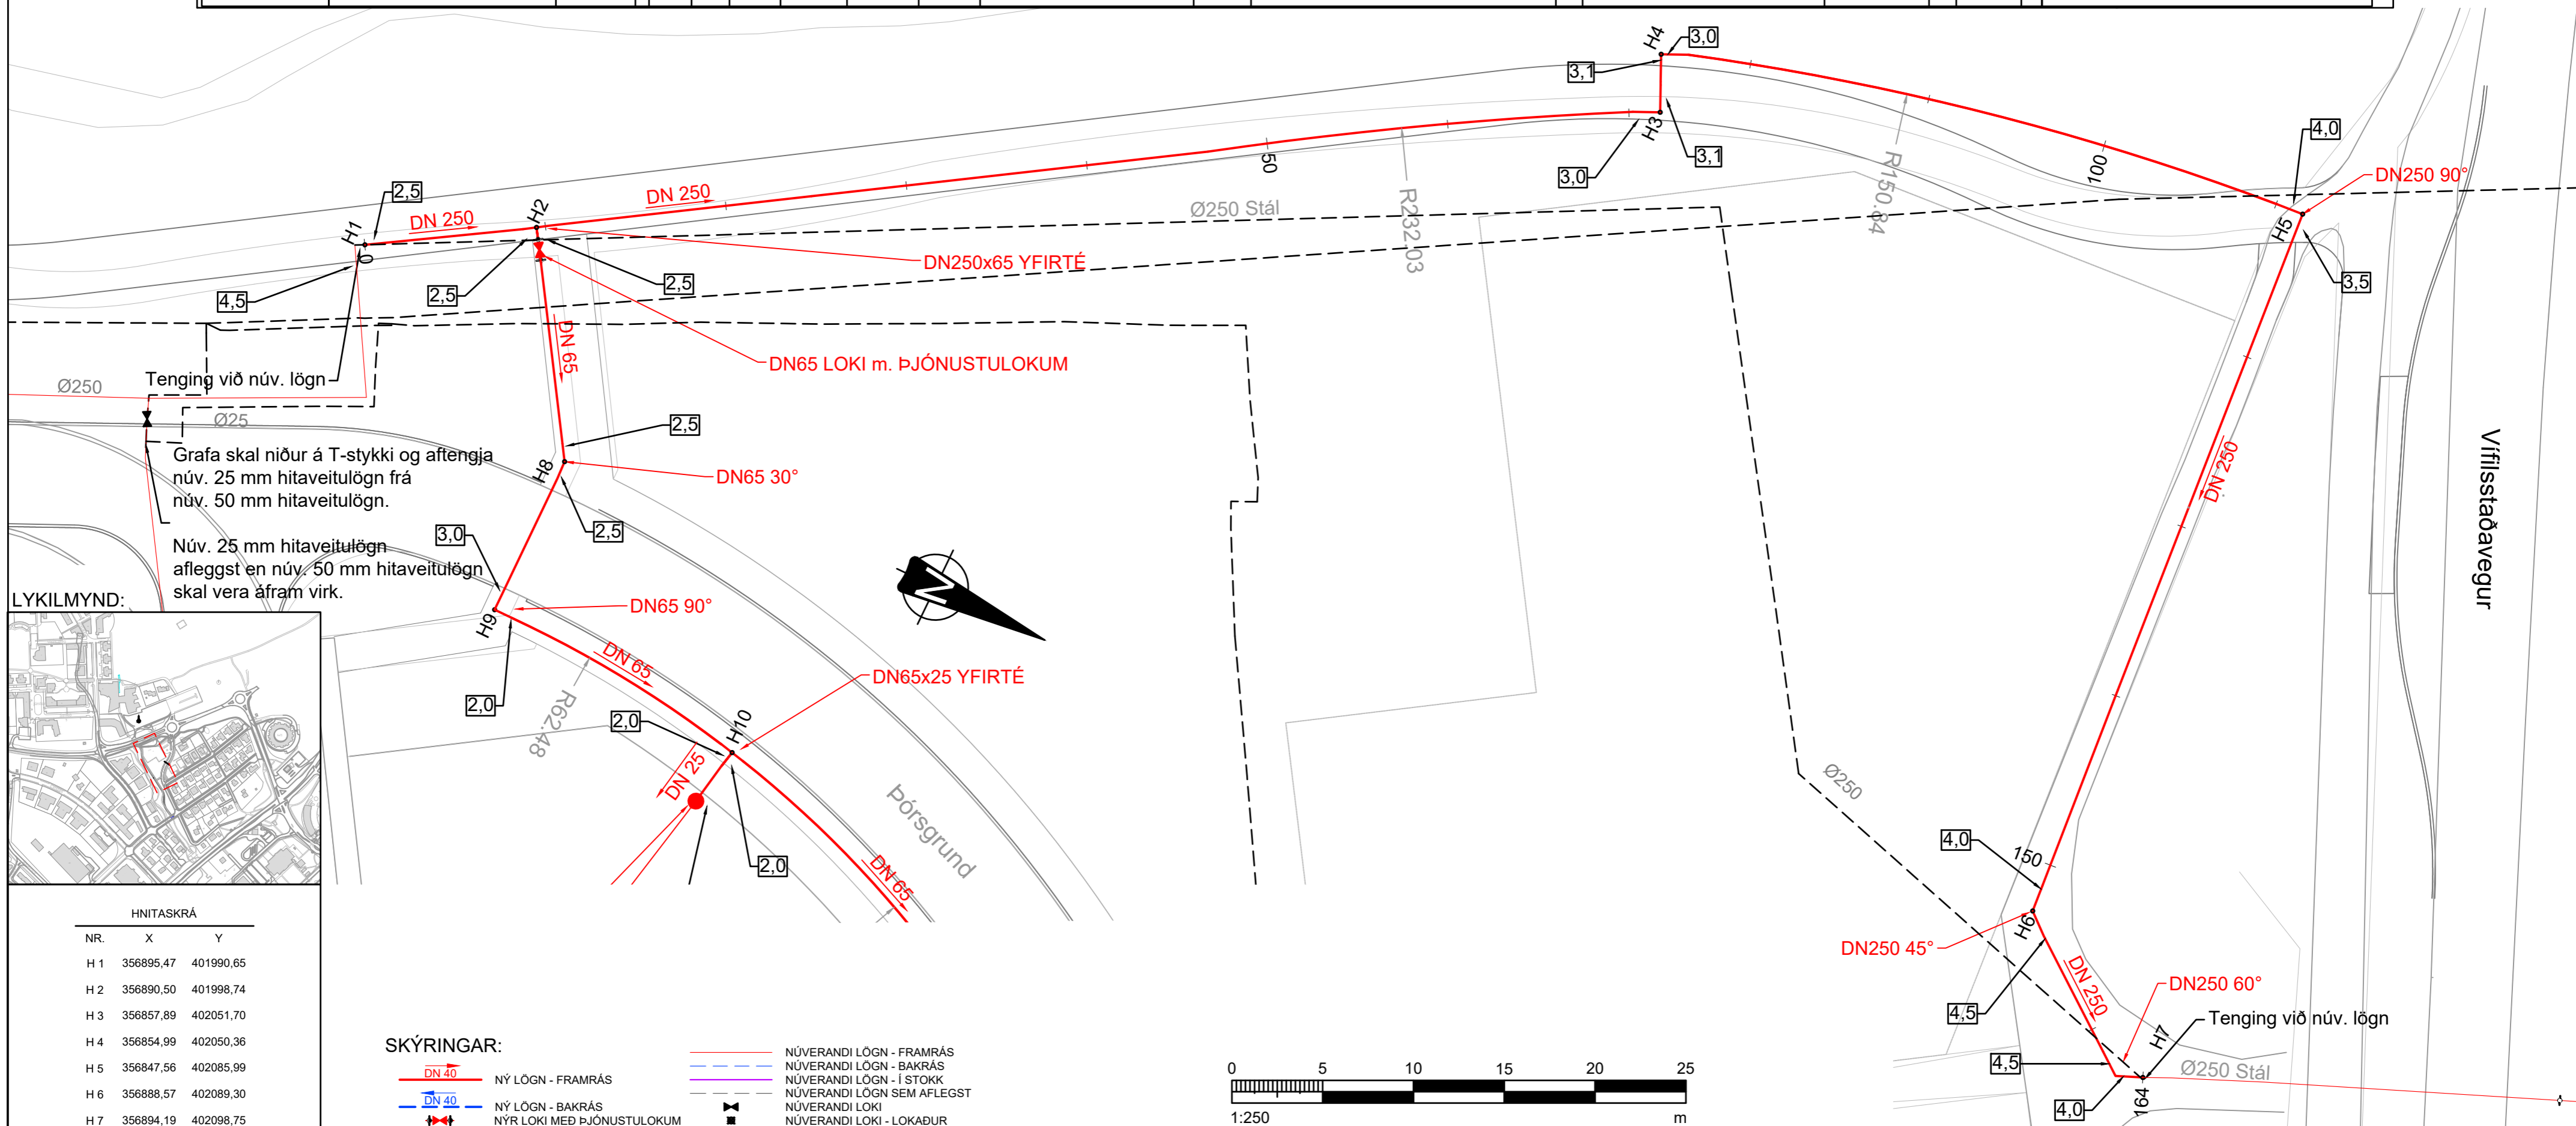 H4
3,0
3,1
H3
3,0
3,1
4,0
DN250 90°
H5
3,5
100
R150.84
R232.03
50
Ø250 Stál
DN 250
H2
DN 250
2,5
H1
0
4,5
2,5
2,5
DN250x65 YFIRTÉ
DN65 LOKI m. ÞJÓNUSTULOKUM
DN 65
Tenging við núv. lögn
Ø250
Ø25
Grafa skal niður á T-stykki og aftengja
núv. 25 mm hitaveitulögn frá
núv. 50 mm hitaveitulögn.
Núv. 25 mm hitaveitulögn
afleggst en núv. 50 mm hitaveitulögn
skal vera áfram virk.
2,5
H8
DN65 30°
2,5
3,0
H9
DN65 90°
2,0
DN 65
R62.48
DN65x25 YFIRTÉ
2,0
H10
DN 25
2,0
DN 65
Þórsgrund
N
DN 250
Vífilsstaðavegur
Ø250
4,0
150
H6
DN250 45°
4,5
DN 250
DN250 60°
H7
Tenging við núv. lögn
4,5
Ø250 Stál
4,0
164
LYKILMYND:
HNITASKRÁ
NR. X Y
H 1 356895,47 401990,65
H 2 356890,50 401998,74
H 3 356857,89 402051,70
H 4 356854,99 402050,36
H 5 356847,56 402085,99
H 6 356888,57 402089,30
H 7 356894,19 402098,75
SKÝRINGAR:
DN 40 NÝ LÖGN - FRAMRÁS
DN 40 NÝ LÖGN - BAKRÁS
NÝR LOKI MEÐ ÞJÓNUSTULOKUM
NÚVERANDI LÖGN - FRAMRÁS
NÚVERANDI LÖGN - BAKRÁS
NÚVERANDI LÖGN - Í STOKK
NÚVERANDI LÖGN SEM AFLEGST
NÚVERANDI LOKI
NÚVERANDI LOKI - LOKAÐUR
0 5 10 15 20 25
1:250 m